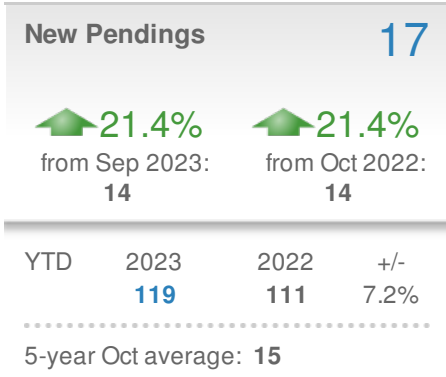 New Pendings 17
21.4% 21.4%
from Sep 2023: from Oct 2022:
14 14
YTD 2023 2022 +/-
119 111 7.2%
5-year Oct average: 15